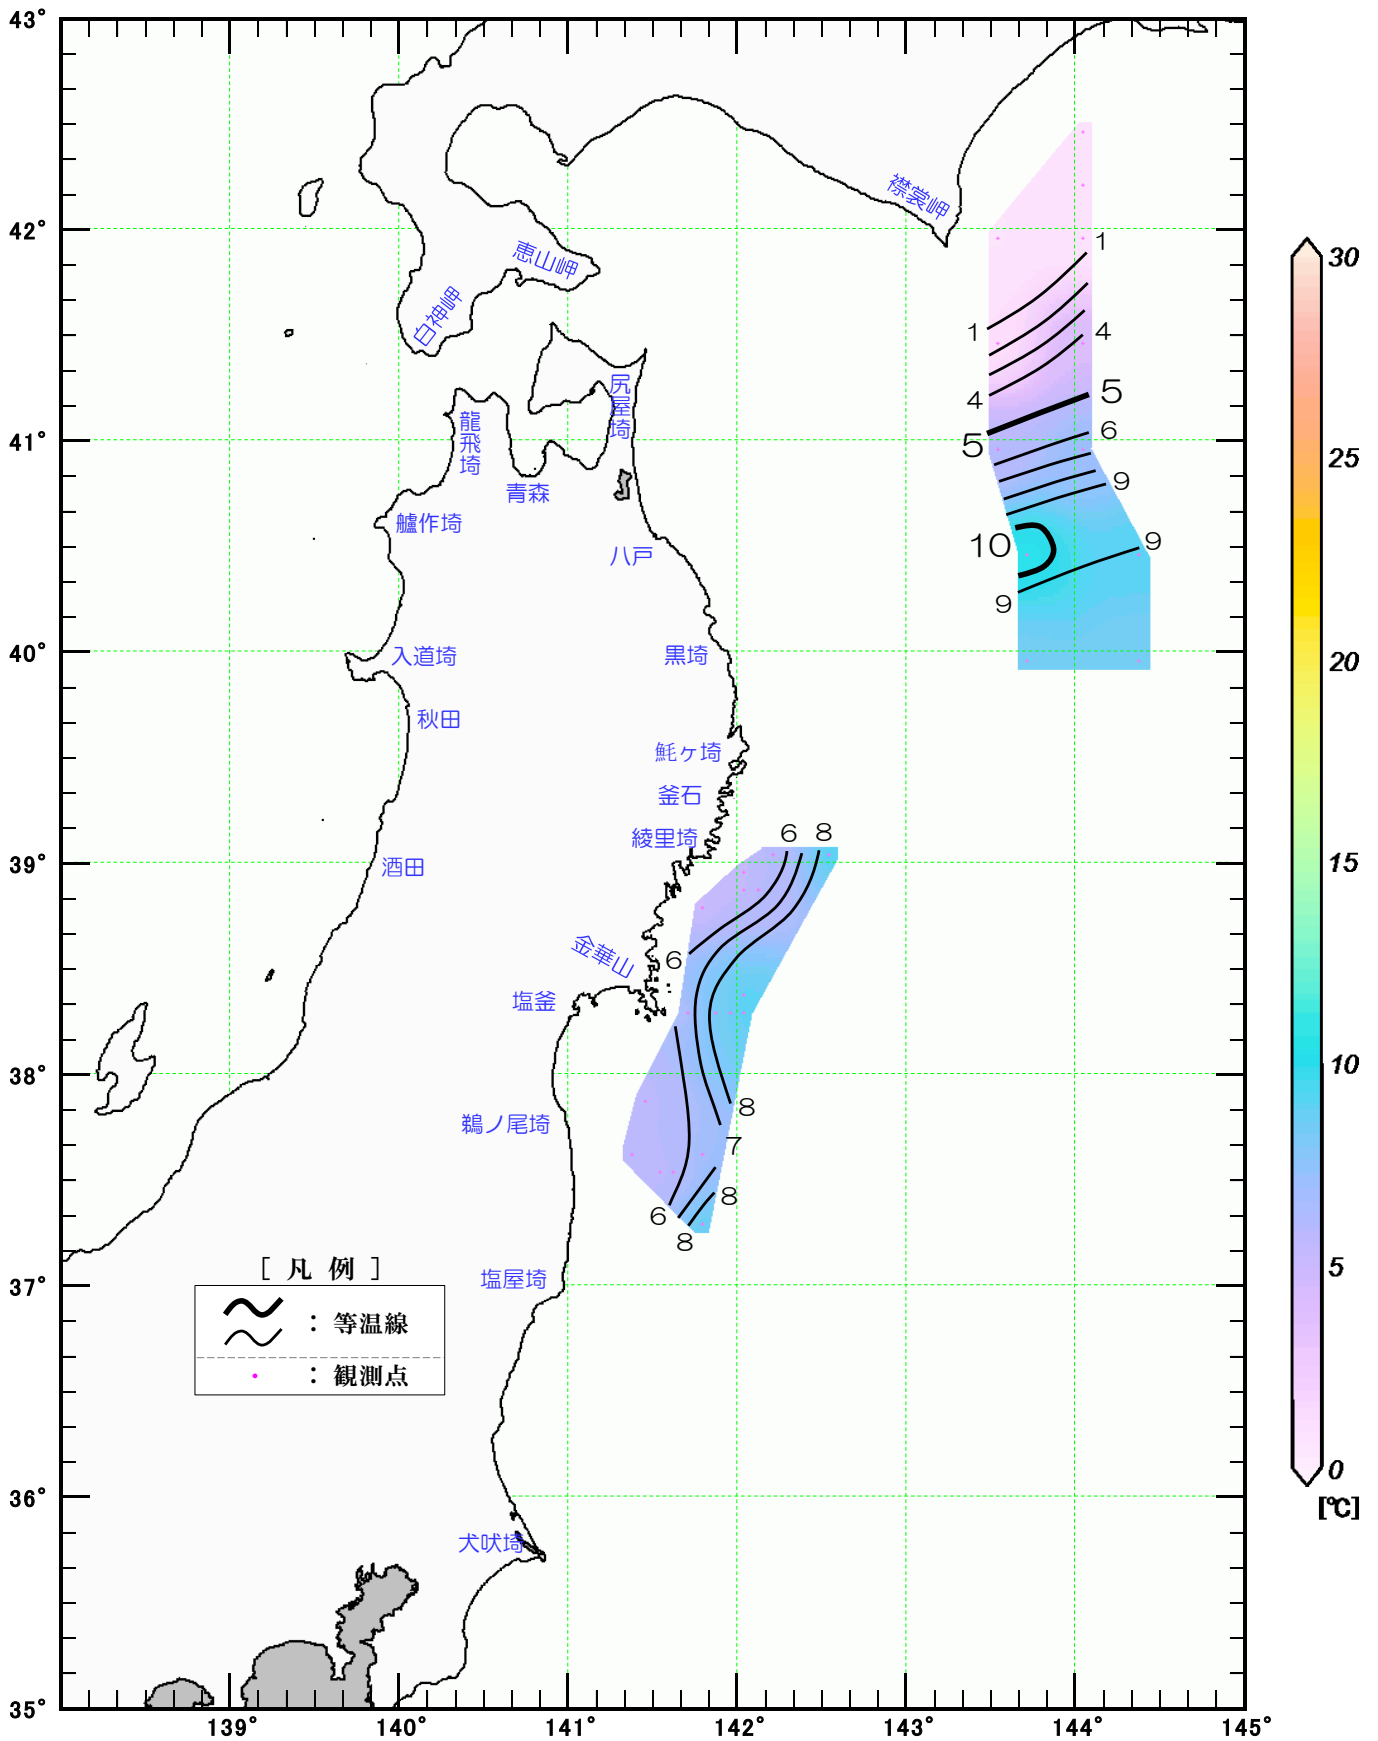 43°
42°
41°
40°
39°
38°
37°
36°
35°
139°
140°
141°
142°
143°
144°
145°
襟裳岬
恵山岬
白神岬
尻屋埼
龍飛埼
青森
艫作埼
八戸
入道埼
黒埼
秋田
魹ヶ埼
釜石
綾里埼
酒田
金華山
塩釜
鵜ノ尾埼
塩屋埼
犬吠埼
1
1
4
4
5
5
6
9
10
9
9
6
8
6
8
7
8
6
8
[ 凡 例 ]
：等温線
：観測点
30
25
20
15
10
5
0
[℃]